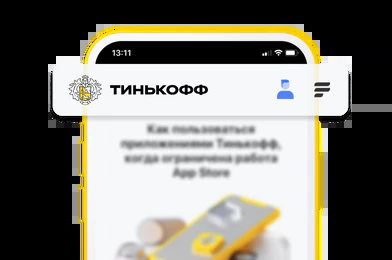 13:11
ТИНЬКОФФ
Как пользоваться
приложениями Тинькофф,
когда ограничена работа
App Store